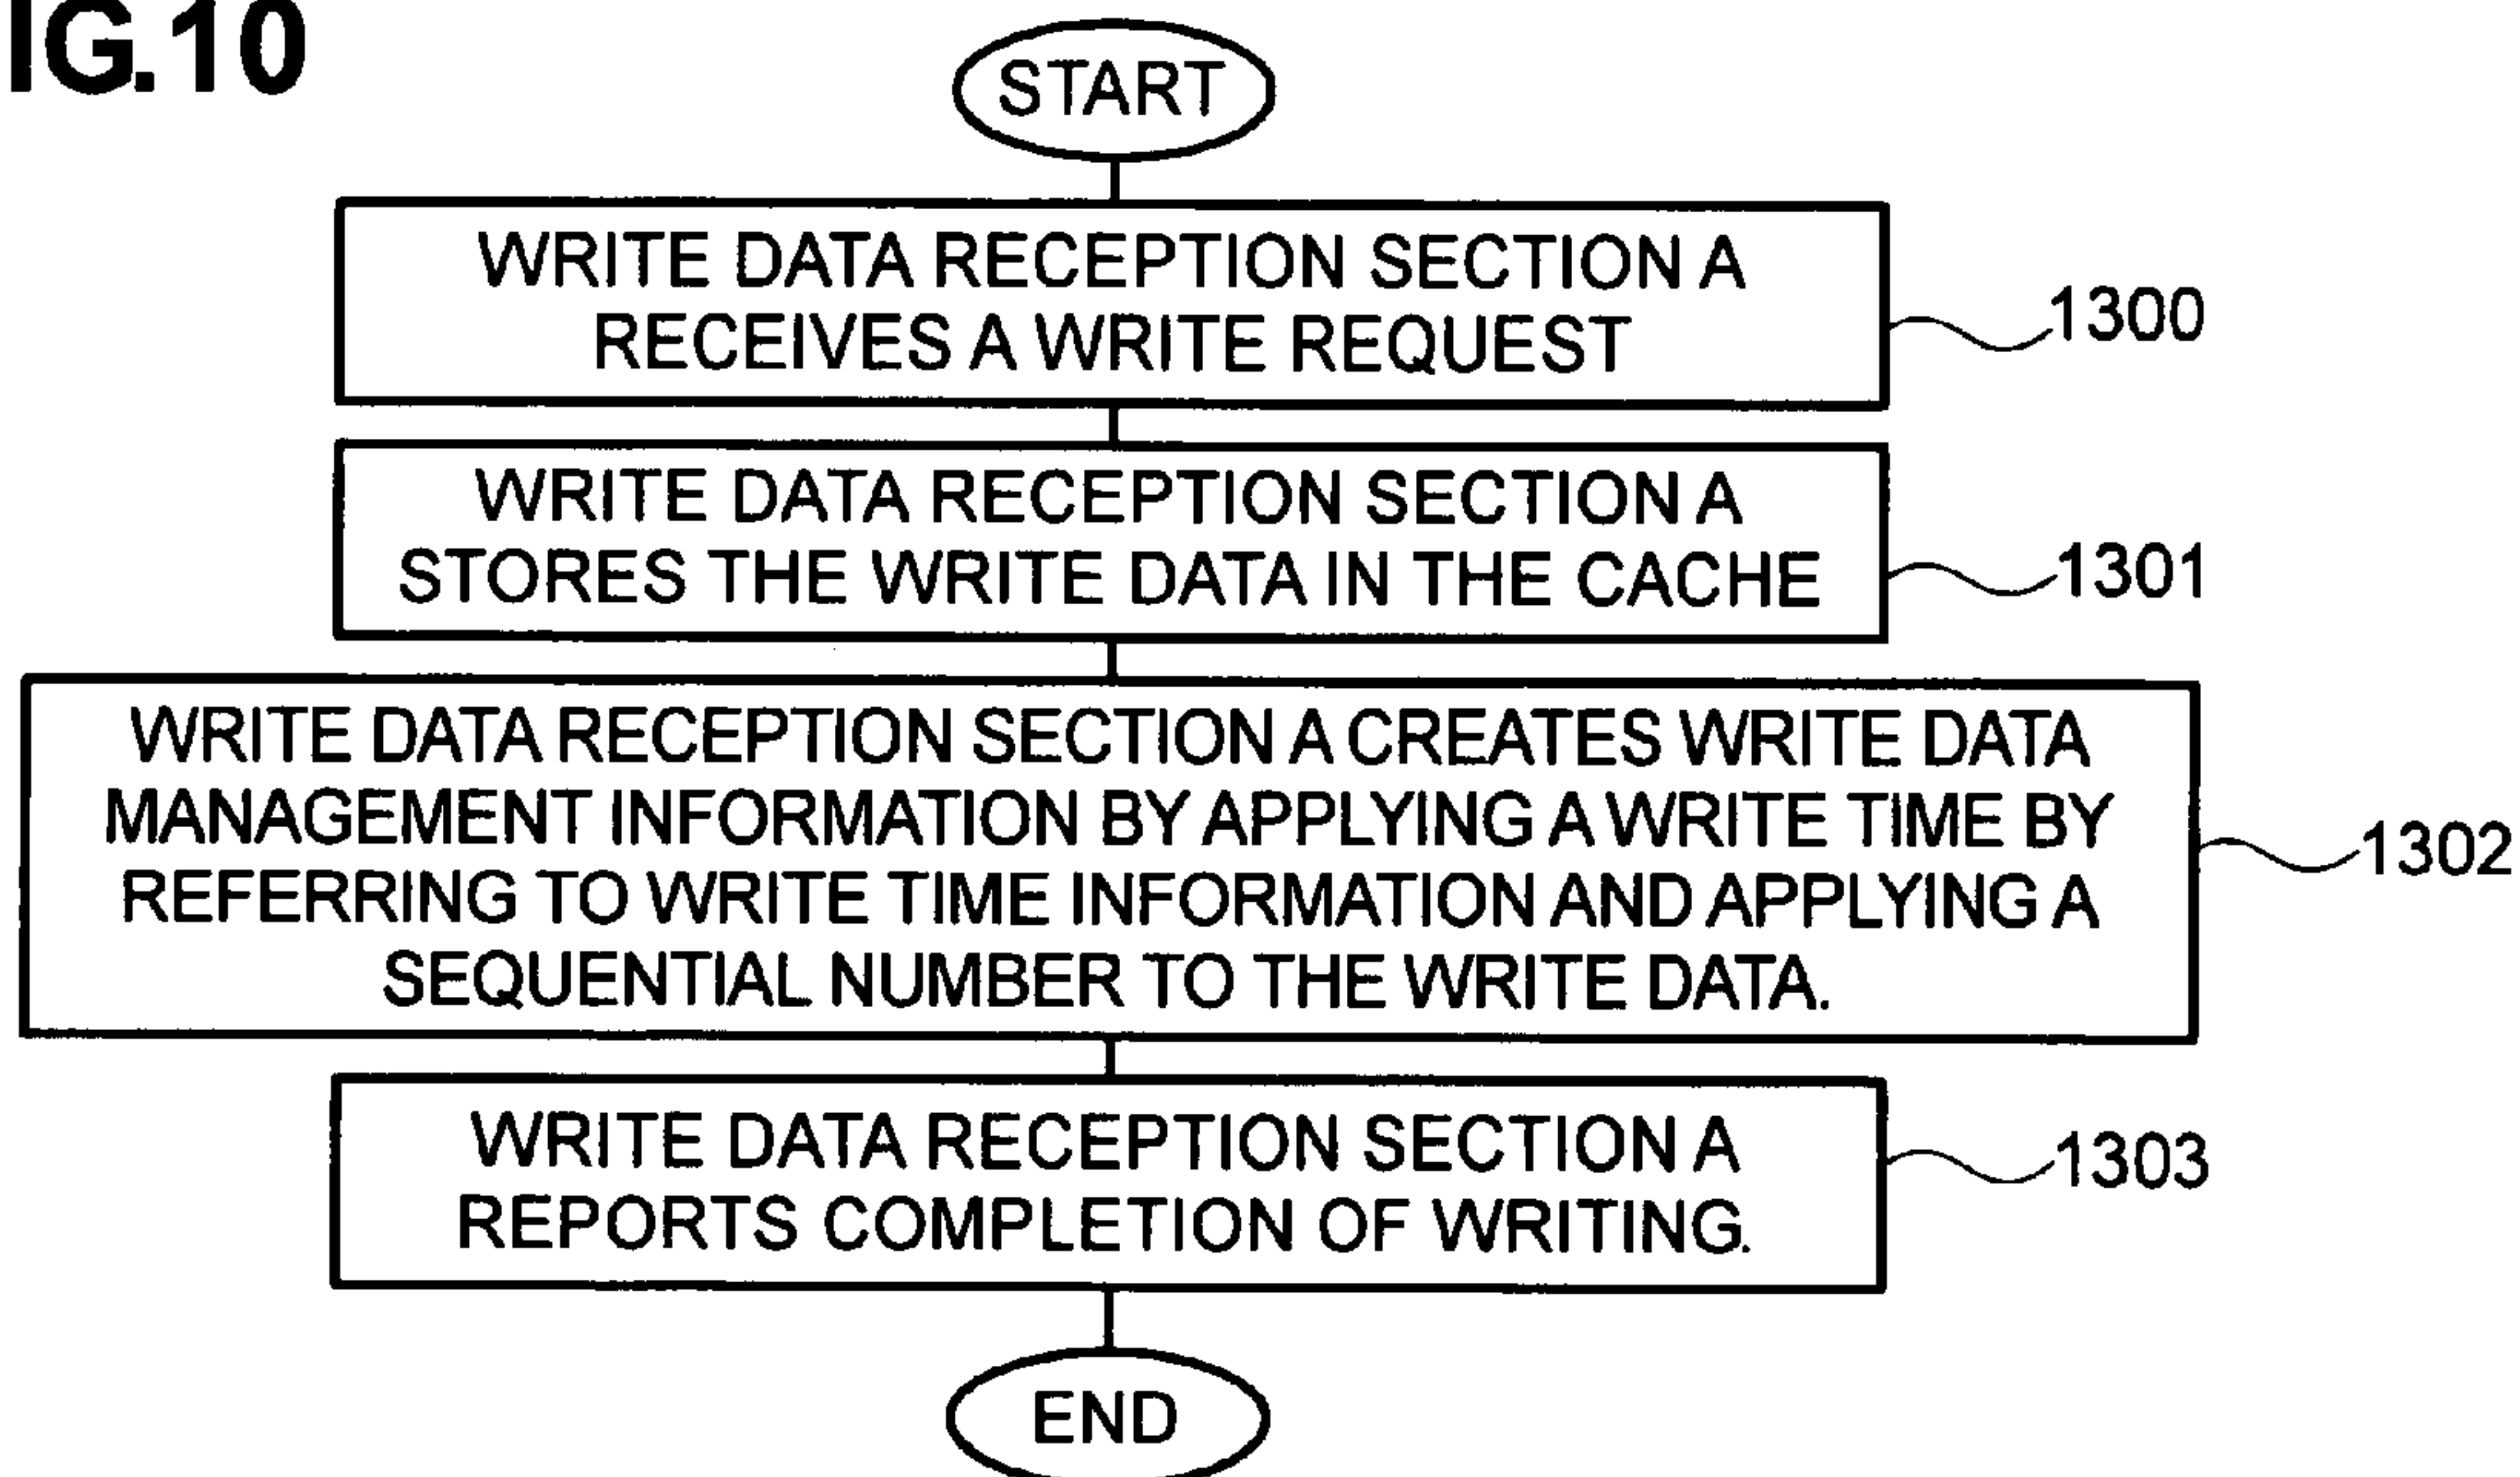 IG.10
START
WRITE DATA RECEPTION SECTION A
RECEIVES A WRITE REQUEST
1300
WRITE DATA RECEPTION SECTION A
STORES THE WRITE DATA IN THE CACHE
1301
WRITE DATA RECEPTION SECTION A CREATES WRITE DATA
MANAGEMENT INFORMATION BY APPLYING A WRITE TIME BY
REFERRING TO WRITE TIME INFORMATION AND APPLYING A
SEQUENTIAL NUMBER TO THE WRITE DATA.
1302
WRITE DATA RECEPTION SECTION A
REPORTS COMPLETION OF WRITING.
1303
END